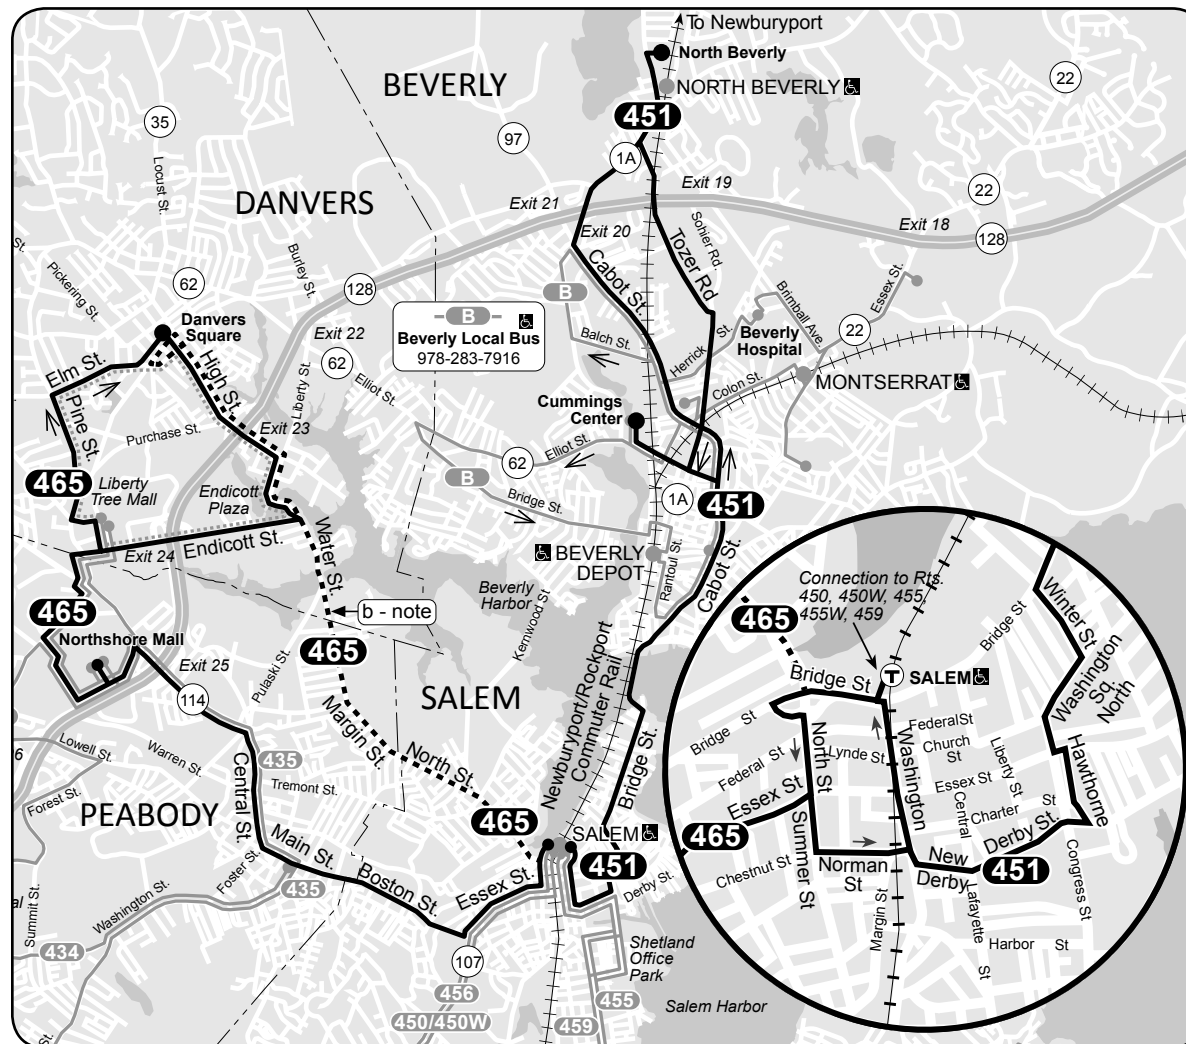 To Newburyport
North Beverly
BEVERLY
NORTH BEVERLY
22
451
35
97
1A
Locust St.
DANVERS
Exit 19
22
Exit 21
Exit 18
128
Exit 20
Sohier Rd.
St.
Pickering St.
Burley St.
62
128
Cabot St.
Tozer Rd
Essex St.
B
Brimball Ave.
B
Beverly Local Bus
978-283-7916
Danvers
Square
Exit 22
62
Balch St.
St.
Herrick
Beverly
Hospital
22
Elm St.
High St.
Liberty St.
Elliot St.
MONTSERRAT
Colon St.
Pine St.
Purchase St.
Exit 23
Cummings
Center
Elliot St.
62
465
Liberty
Tree Mall
Endicott
Plaza
B
Bridge St.
1A
451
Endicott St.
Exit 24
Water St.
BEVERLY
DEPOT
Rantoul St.
Cabot St.
Beverly
Harbor
Kernwood St.
465
b - note
Northshore Mall
465
Exit 25
Pulaski St.
114
SALEM
Newburyport/Rockport
Commuter Rail
Margin St.
North St.
Bridge St.
6
Lowell St.
Warren St.
435
Tremont St.
Forest St.
PEABODY
Central St.
465
SALEM
451
Main St.
Boston St.
Essex St.
Derby St.
Foster St.
435
Washington St.
al
Summit St.
434
107
456
450/450W
459
455
Shetland
Office
Park
Salem Harbor
Connection to Rts.
450, 450W, 455,
455W, 459
465
Bridge St
Winter St
Washington
Sq.
North
Bridge St
T
SALEM
Bridge
St
Federal St
Church
St
Lynde St
North St
Washington
Federal St
Essex St
Essex St
Liberty St
Central
Charter
St
Hawthorne
465
Summer St
Norman
St
New
Derby
Derby St.
451
Chestnut St
Margin St
Lafayette
St
Congress St
Harbor
St